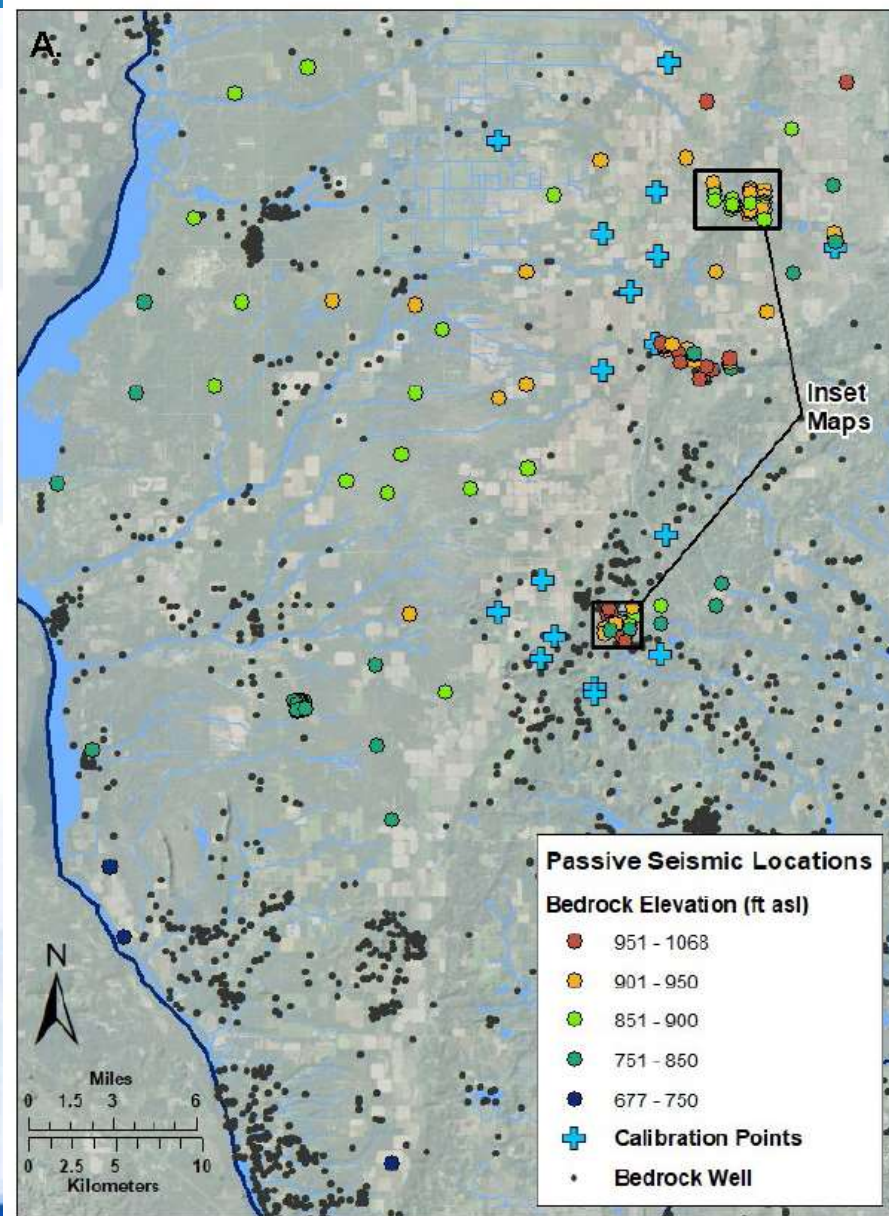 A.
Inset
Maps
N
Miles
0 1.5 3 6
0 2.5 5 10
Kilometers
Passive Seismic Locations
Bedrock Elevation (ft asl)
951 - 1068
901 - 950
851 - 900
751 - 850
677 - 750
Calibration Points
Bedrock Well